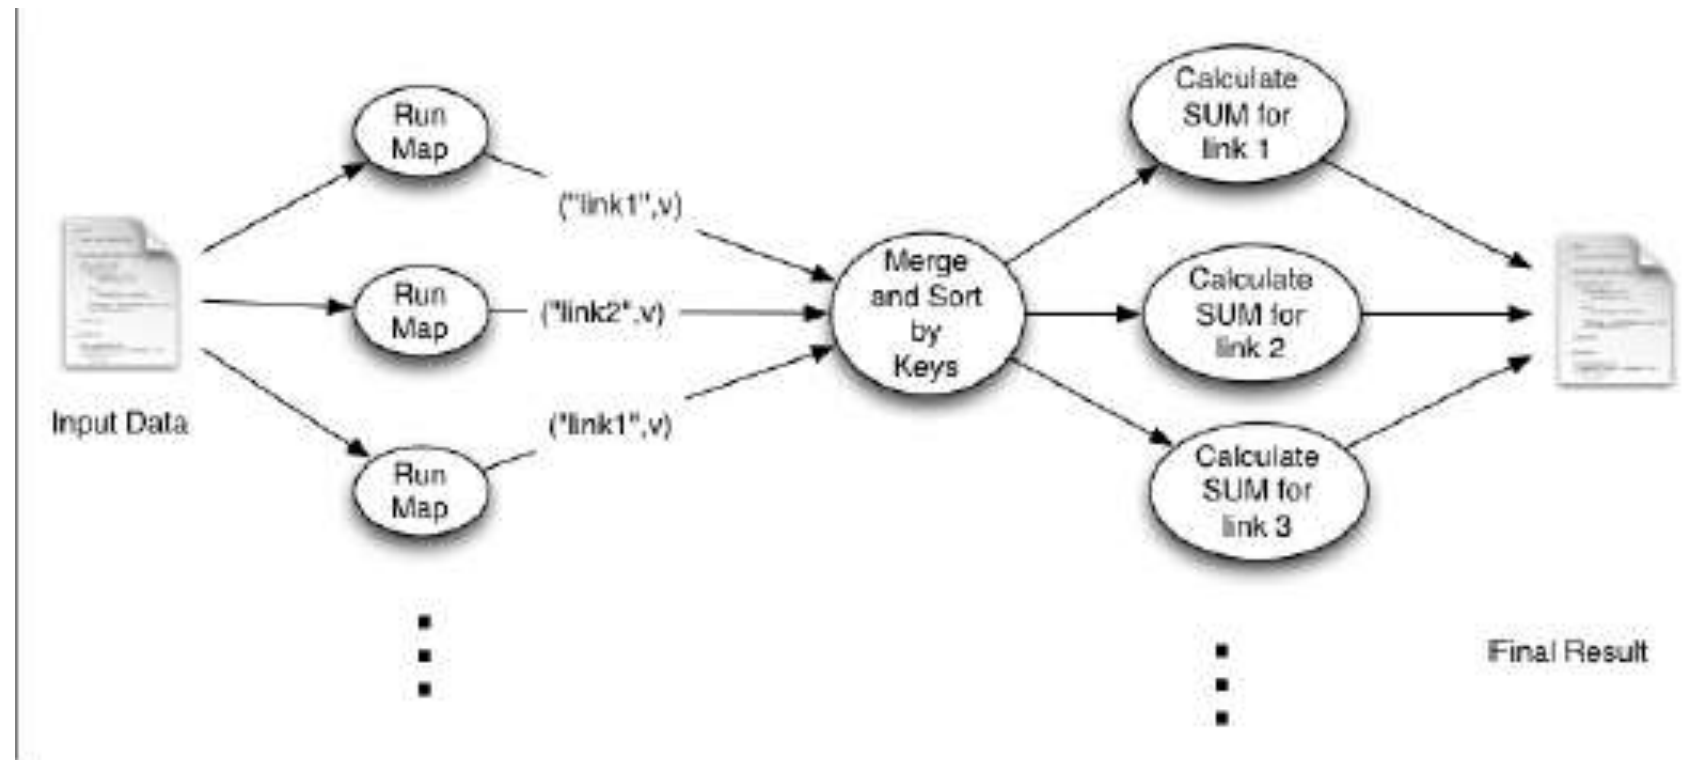 Run
Map
("link1",v)
Run
Map
("link2",v)
Run
Map
("link1",v)
Input Data
Merge
and Sort
by
Keys
Calculate
SUM for
link 1
Calculate
SUM for
link 2
Calculate
SUM for
link 3
Final Result